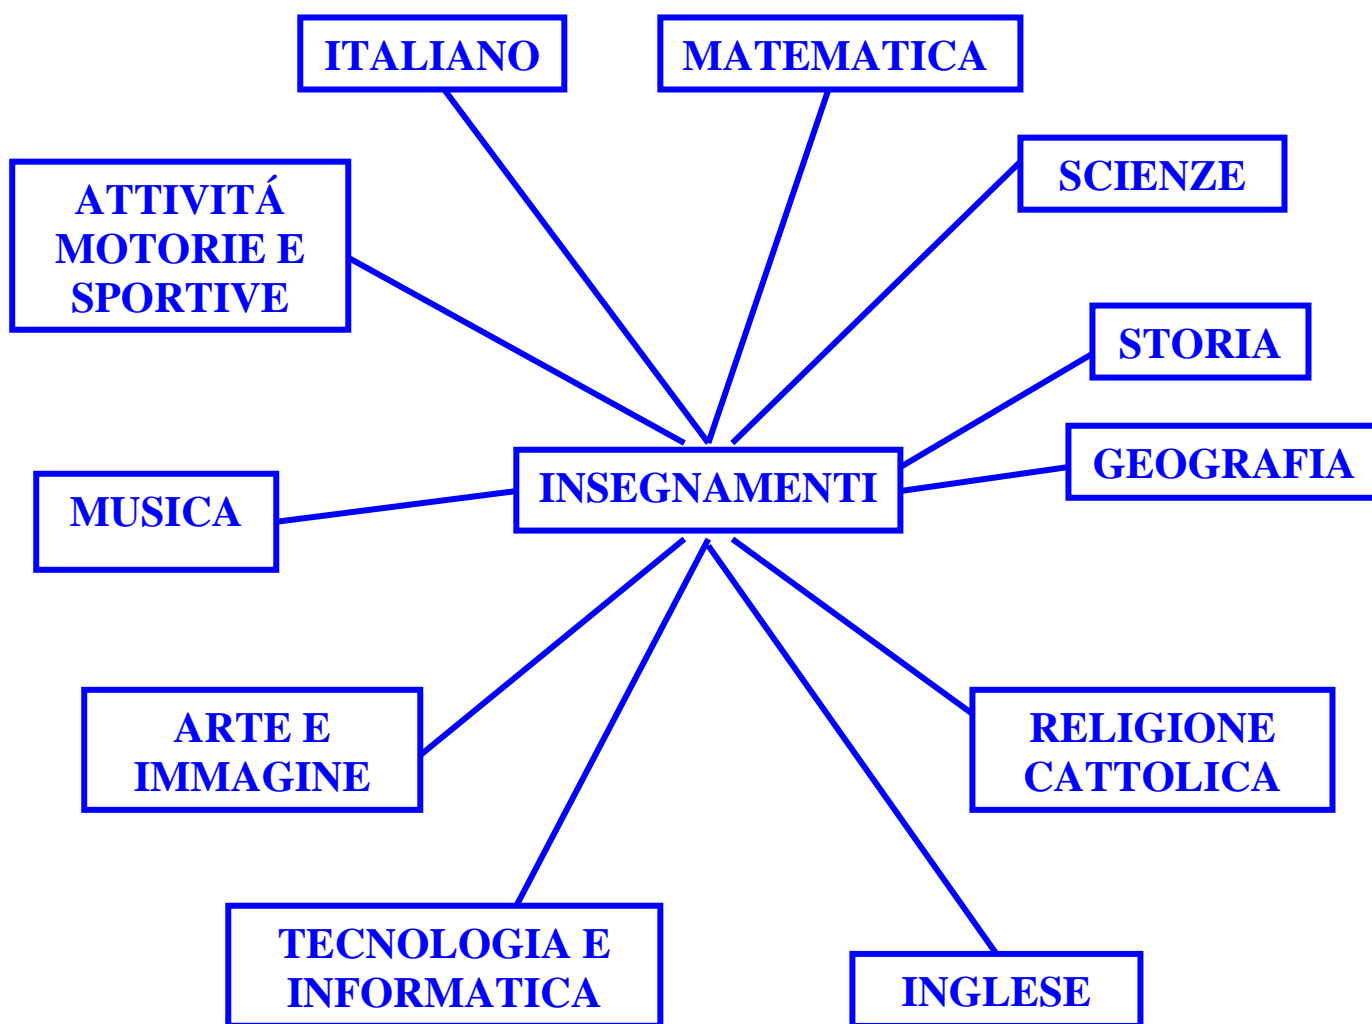 ITALIANO
MATEMATICA
SCIENZE
ATTIVITÁ
MOTORIE E
SPORTIVE
STORIA
GEOGRAFIA
INSEGNAMENTI
MUSICA
ARTE E
IMMAGINE
RELIGIONE
CATTOLICA
TECNOLOGIA E
INFORMATICA
INGLESE